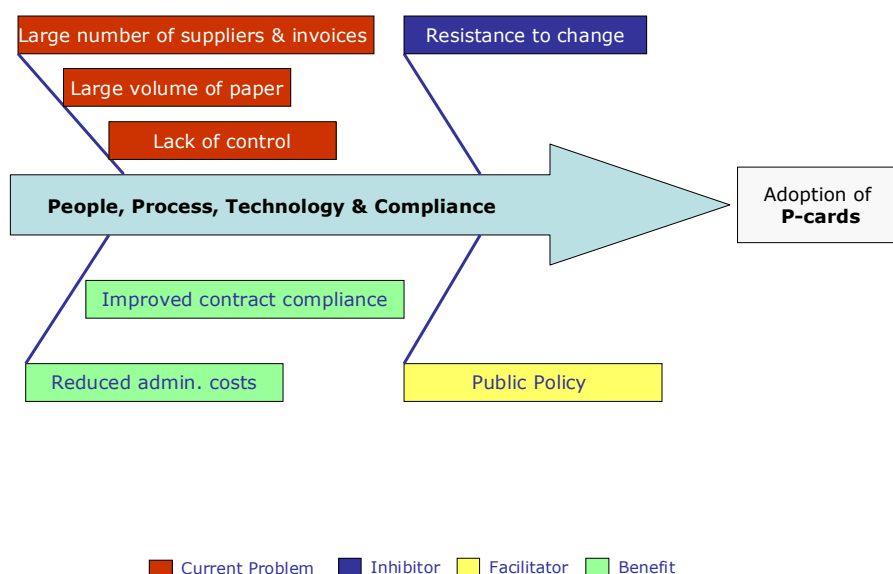 Large number of suppliers & invoices
Resistance to change
Large volume of paper
Lack of control
People, Process, Technology & Compliance
Adoption of
P-cards
Improved contract compliance
Reduced admin. costs
Public Policy
Current Problem
Inhibitor
Facilitator
Benefit